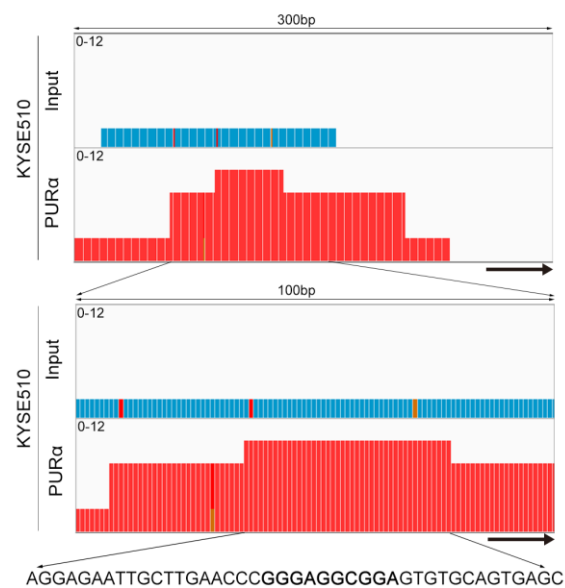 300bp
KYSE510
Input
0-12
PURα
0-12
100bp
KYSE510
Input
0-12
PURα
0-12
AGGAGAATTGCTTGAACCCGGGAGGCGGAGTGTGCAGTGAGC